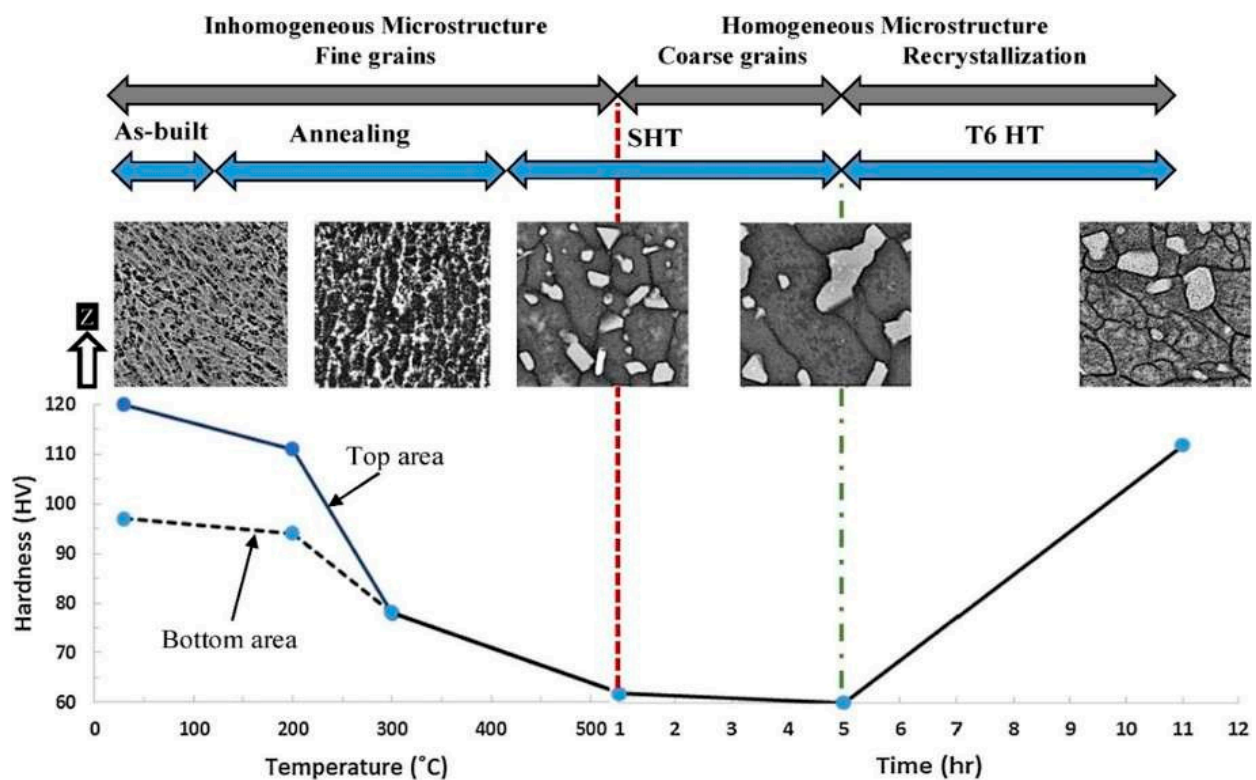 Inhomogeneous Microstructure
Homogeneous Microstructure
Fine grains
Coarse grains
Recrystallization
As-built
Annealing
SHT
T6 HT
Z
120
110
100
90
80
70
60
Hardness (HV)
Top area
Bottom area
0 100 200 300 400 500 1 2 3 4 5 6 7 8 9 10 11 12
Temperature (˚C)
Time (hr)